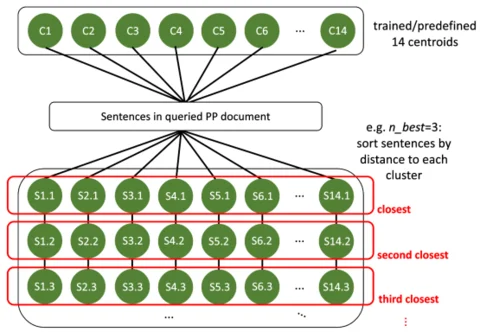 C1 C2 C3 C4 C5 C6 ... C14
trained/predefined
14 centroids
Sentences in queried PP document
e.g. n_best=3:
sort sentences by
distance to each
cluster
S1.1 S2.1 S3.1 S4.1 S5.1 S6.1 ... S14.1
closest
S1.2 S2.2 S3.2 S4.2 S5.2 S6.2 ... S14.2
second closest
S1.3 S2.3 S3.3 S4.3 S5.3 S6.3 ... S14.3
third closest
... ... ...